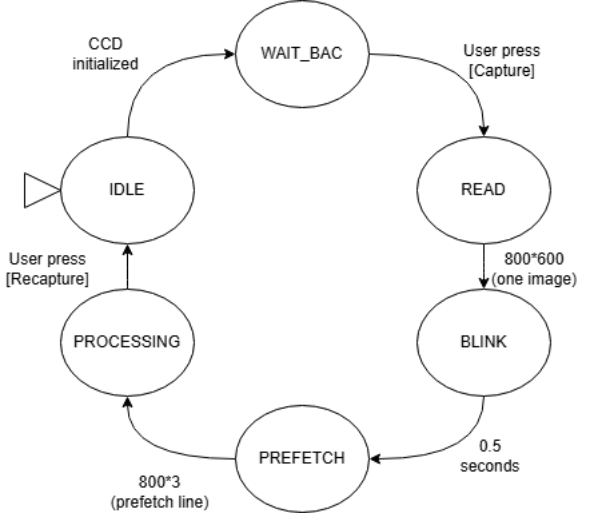 CCD
initialized
WAIT_BAC
User press
[Capture]
IDLE
READ
User press
[Recapture]
800*600
(one image)
PROCESSING
BLINK
PREFETCH
0.5
seconds
800*3
(prefetch line)